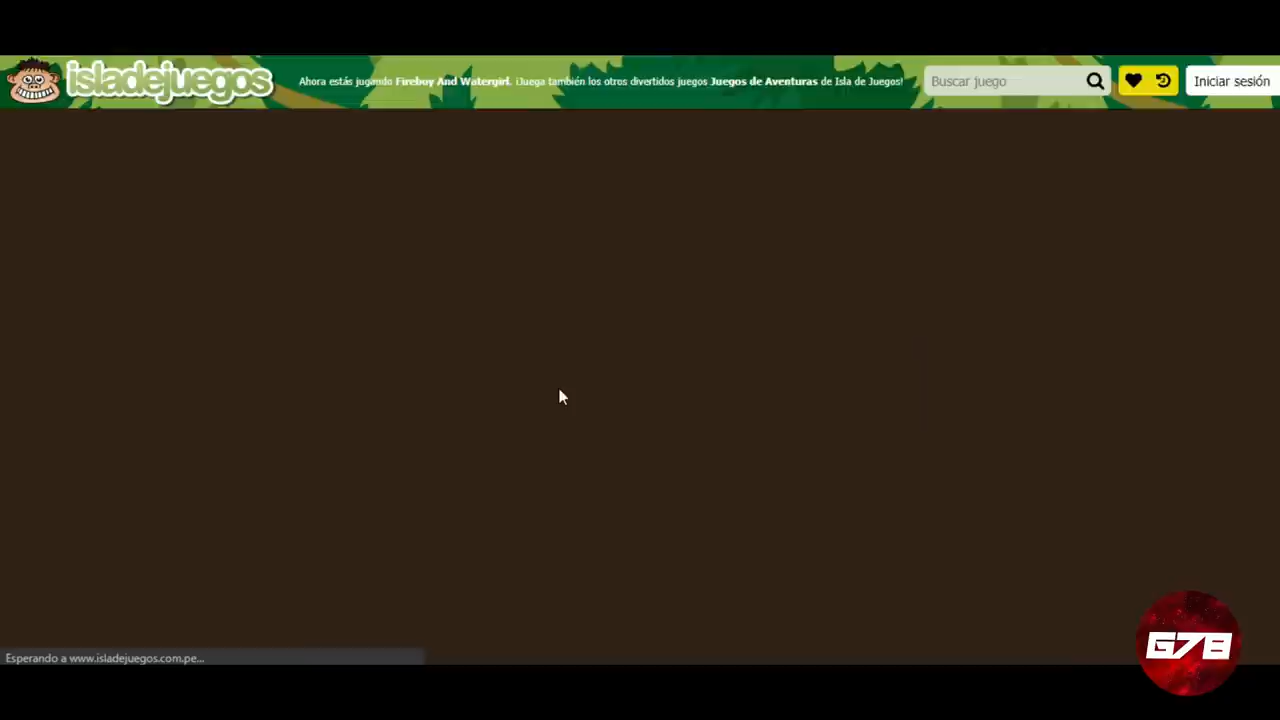 isladejuegos
Ahora estás jugando Fireboy And Watergirl. ¡Juega también los otros divertidos juegos Juegos de Aventuras de Isla de Juegos!
Buscar juego
Iniciar sesión
Esperando a www.isladejuegos.com.pe...
G78